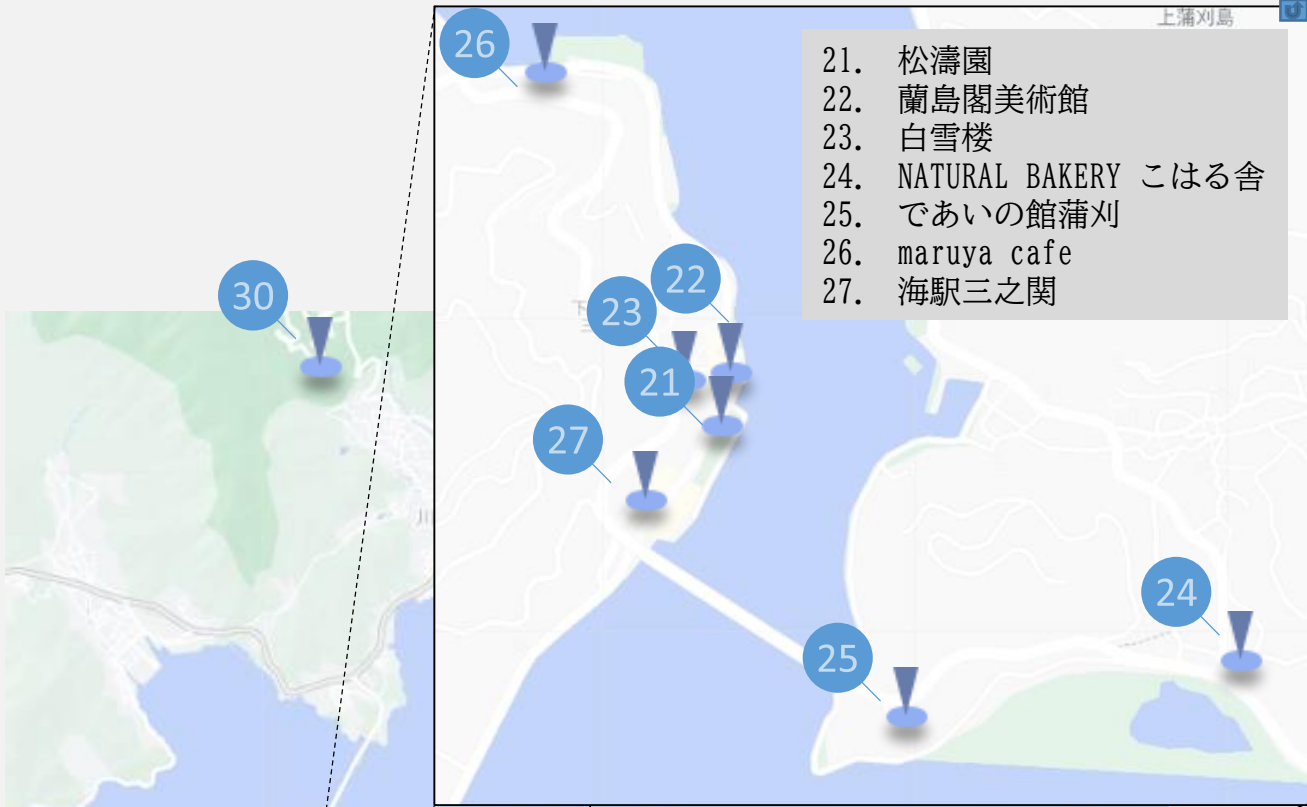 上蒲刈島
26
21. 松濤園
22. 蘭島閣美術館
23. 白雪楼
24. NATURAL BAKERY こはる舎
25. であいの館蒲刈
26. maruya cafe
27. 海駅三之関
22
30
下
23
21
27
川
24
25